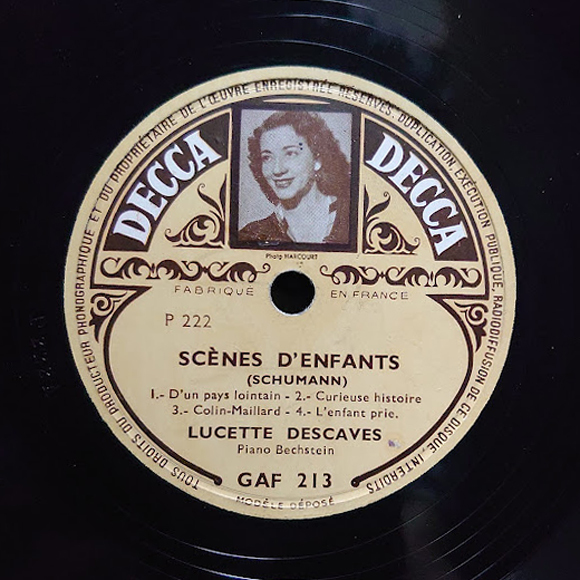 TOUS DROITS DU PRODUCTEUR PHONOGRAPHIQUE ET DU PROPRIÉTAIRE DE L'ŒUVRE ENREGISTRÉE RÉSERVÉS. DUPLICATION, EXÉCUTION PUBLIQUE, RADIODIFFUSION DE CE DISQUE, INTERDITS
DECCA DECCA
Photo HARCOURT
FABRIQUÉ EN FRANCE
P 222
SCÈNES D'ENFANTS
(SCHUMANN)
1.- D'un pays lointain - 2.- Curieuse histoire
3.- Colin-Maillard - 4.- L'enfant prie.
LUCETTE DESCAVES
Piano Bechstein
GAF 213
MODÈLE DÉPOSÉ